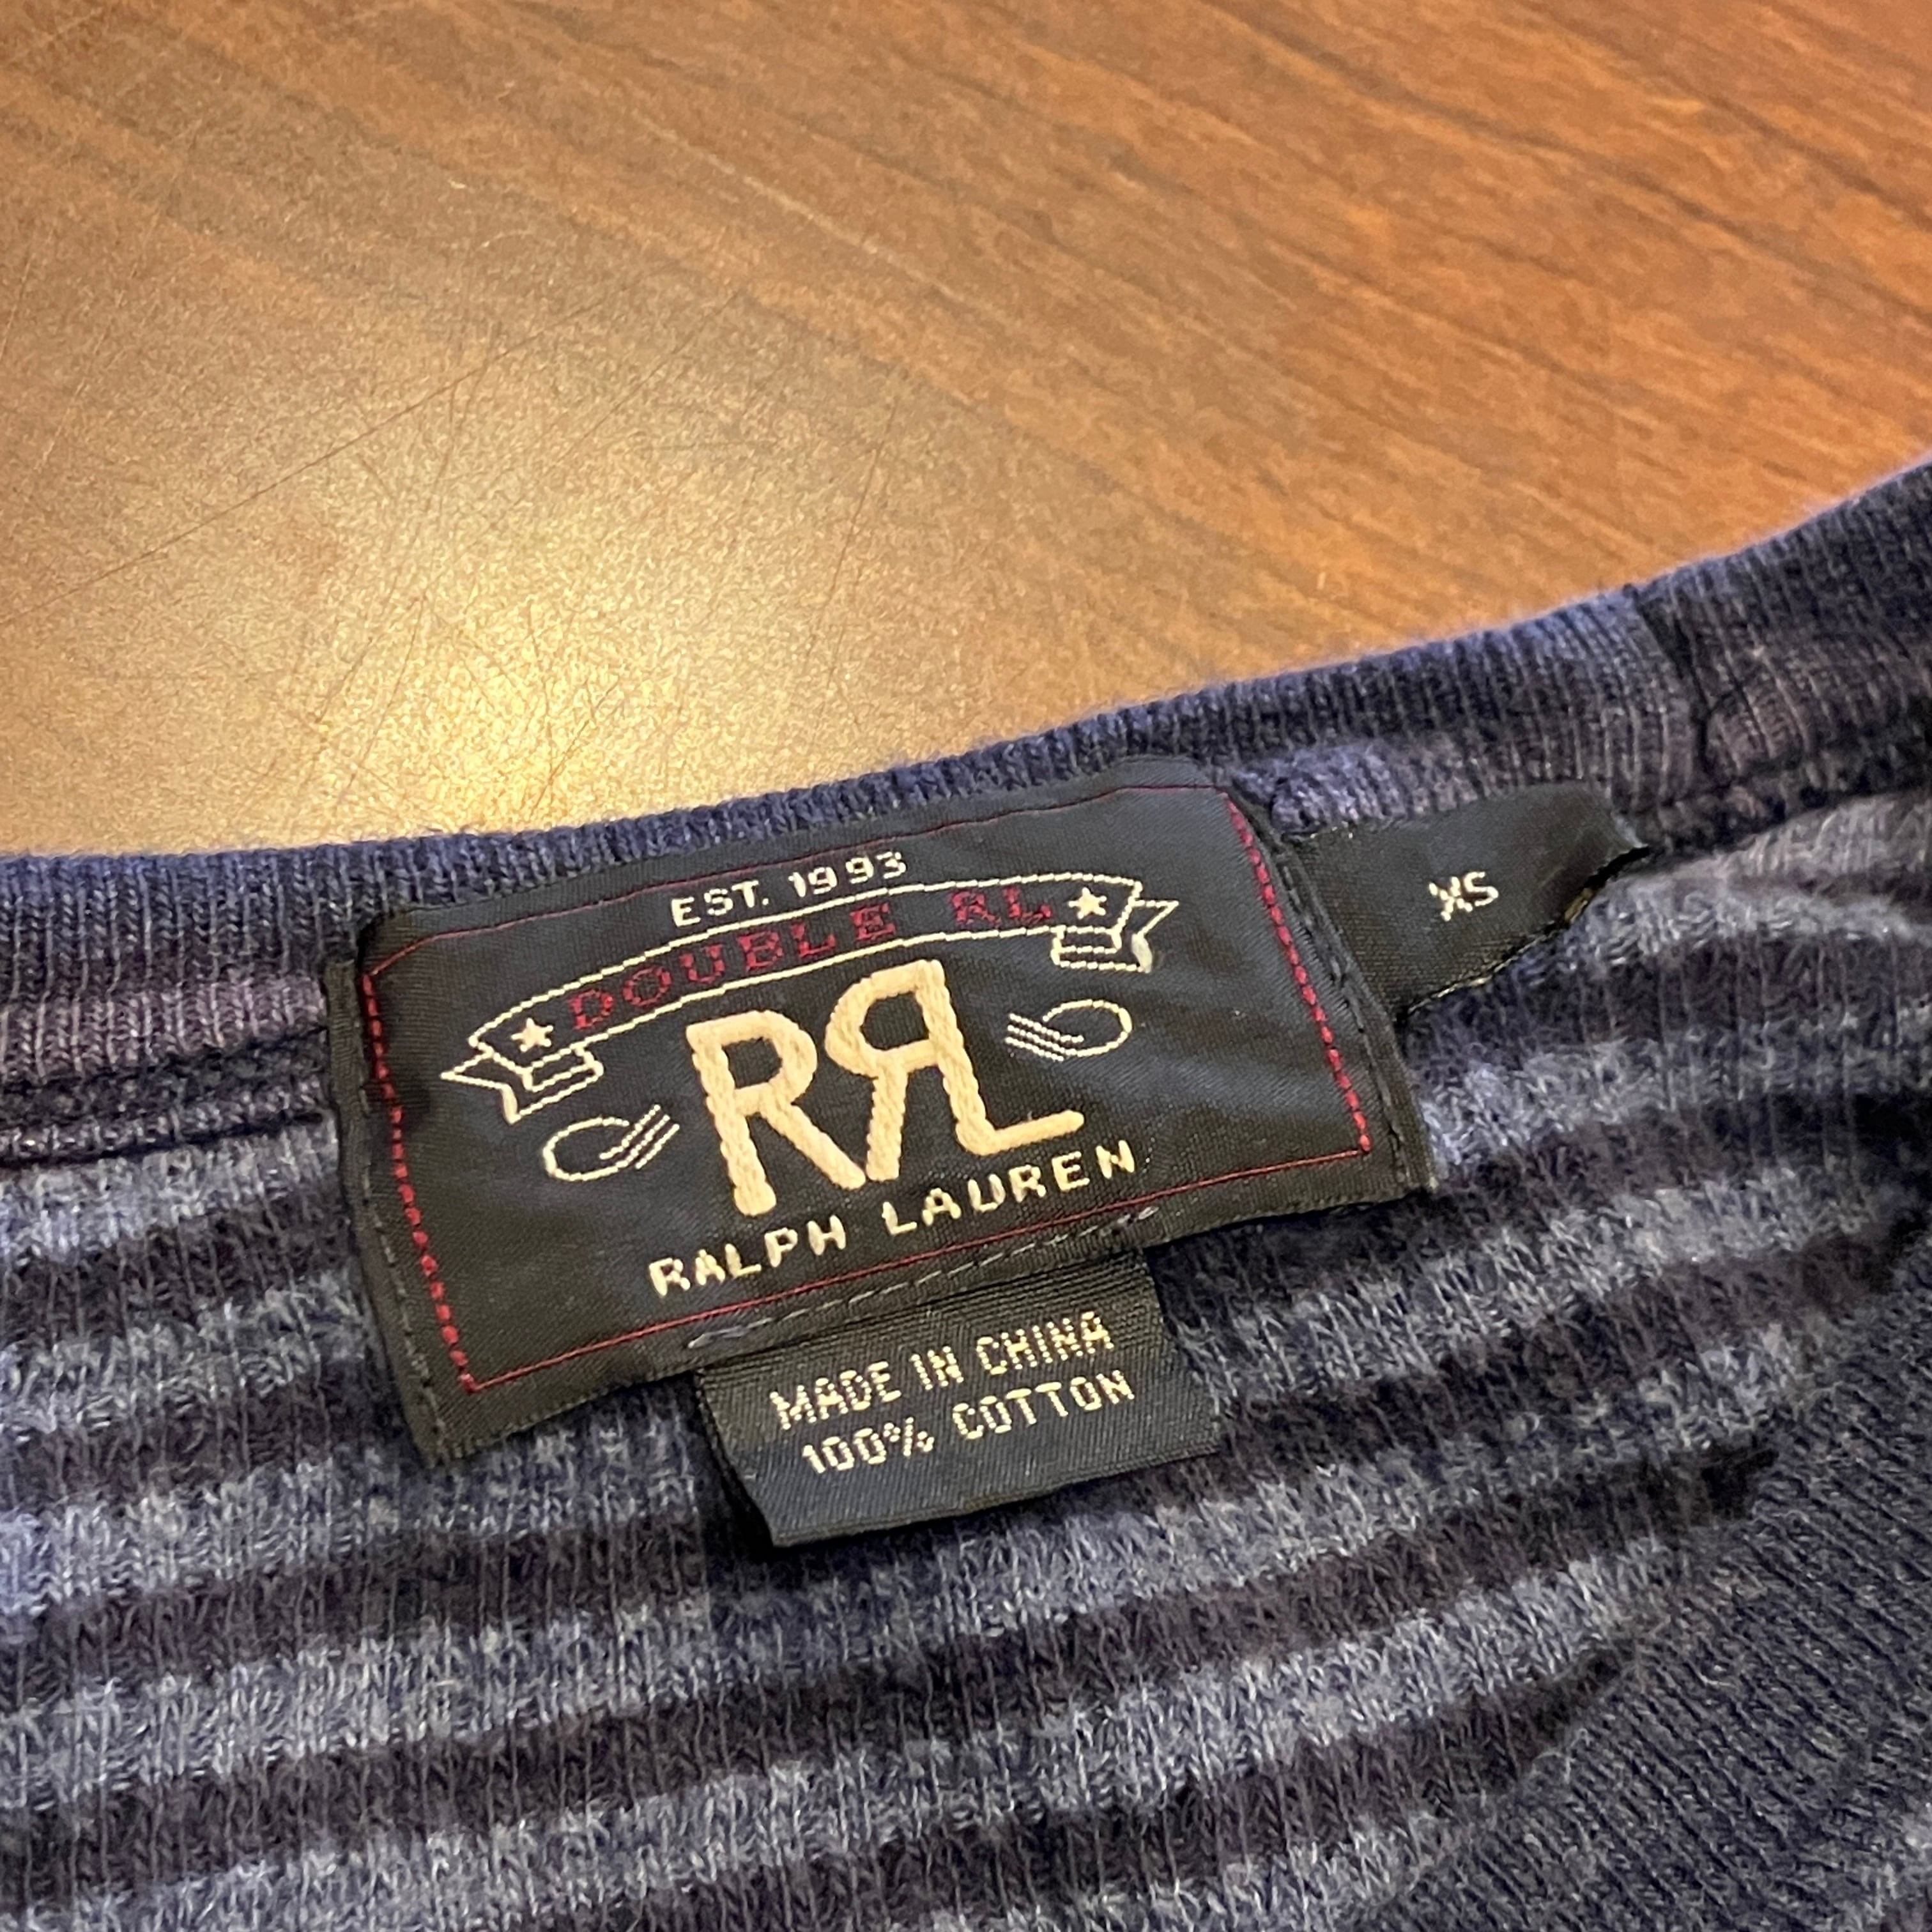 EST. 1993
DOUBLE RL
RRL
RALPH LAUREN
XS
MADE IN CHINA
100% COTTON